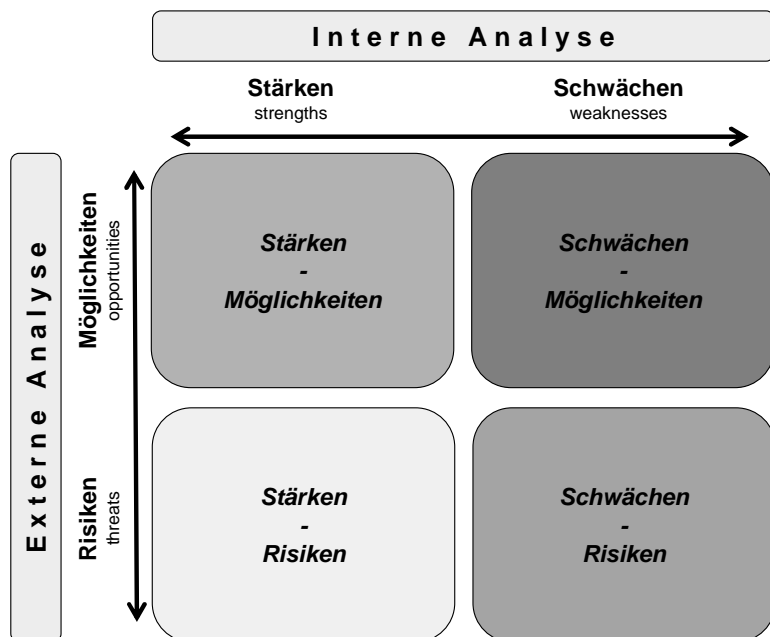 Interne Analyse
Stärken
strengths
Schwächen
weaknesses
Externe Analyse
Möglichkeiten
opportunities
Risiken
threats
Stärken
-
Möglichkeiten
Schwächen
-
Möglichkeiten
Stärken
-
Risiken
Schwächen
-
Risiken